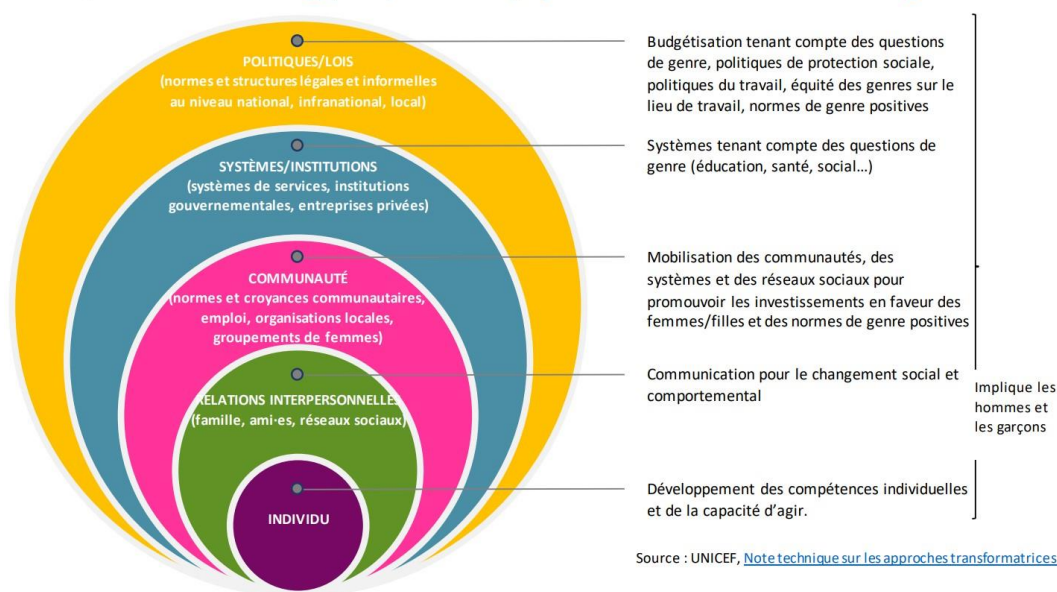 POLITIQUES/LOIS
(normes et structures légales et informelles
au niveau national, infranational, local)
SYSTÈMES/INSTITUTIONS
(systèmes de services, institutions
gouvernementales, entreprises privées)
COMMUNAUTÉ
(normes et croyances communautaires,
emploi, organisations locales,
groupements de femmes)
RELATIONS INTERPERSONNELLES
(famille, ami·es, réseaux sociaux)
INDIVIDU
Budgétisation tenant compte des questions
de genre, politiques de protection sociale,
politiques du travail, équité des genres sur le
lieu de travail, normes de genre positives
Systèmes tenant compte des questions de
genre (éducation, santé, social…)
Mobilisation des communautés, des
systèmes et des réseaux sociaux pour
promouvoir les investissements en faveur des
femmes/filles et des normes de genre positives
Communication pour le changement social et
comportemental
Développement des compétences individuelles
et de la capacité d’agir.
Implique les
hommes et
les garçons
Source : UNICEF, Note technique sur les approches transformatrices